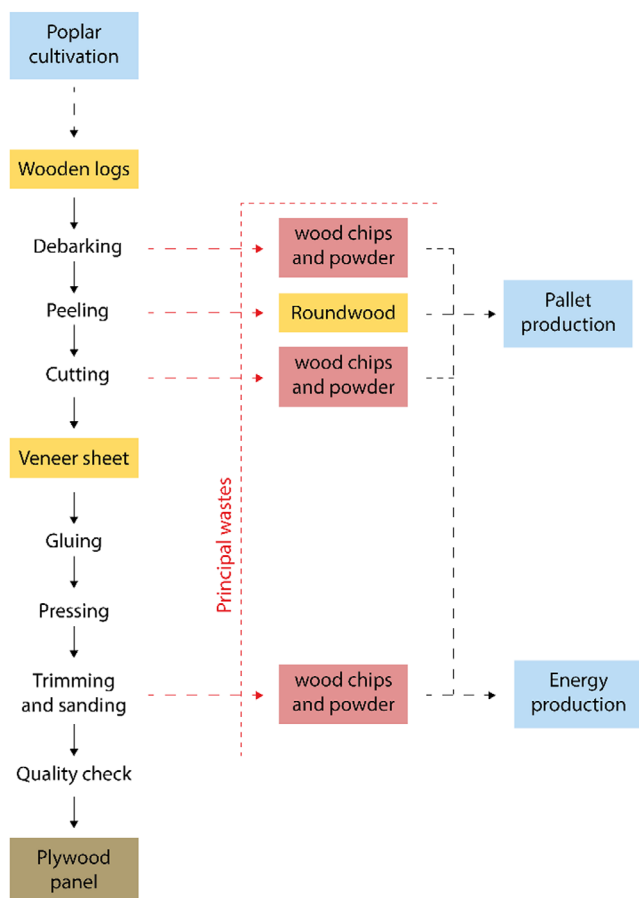 Poplar
cultivation
Wooden logs
Debarking
Peeling
Cutting
Veneer sheet
Gluing
Pressing
Trimming
and sanding
Quality check
Plywood
panel
Principal wastes
wood chips
and powder
Roundwood
wood chips
and powder
wood chips
and powder
Pallet
production
Energy
production